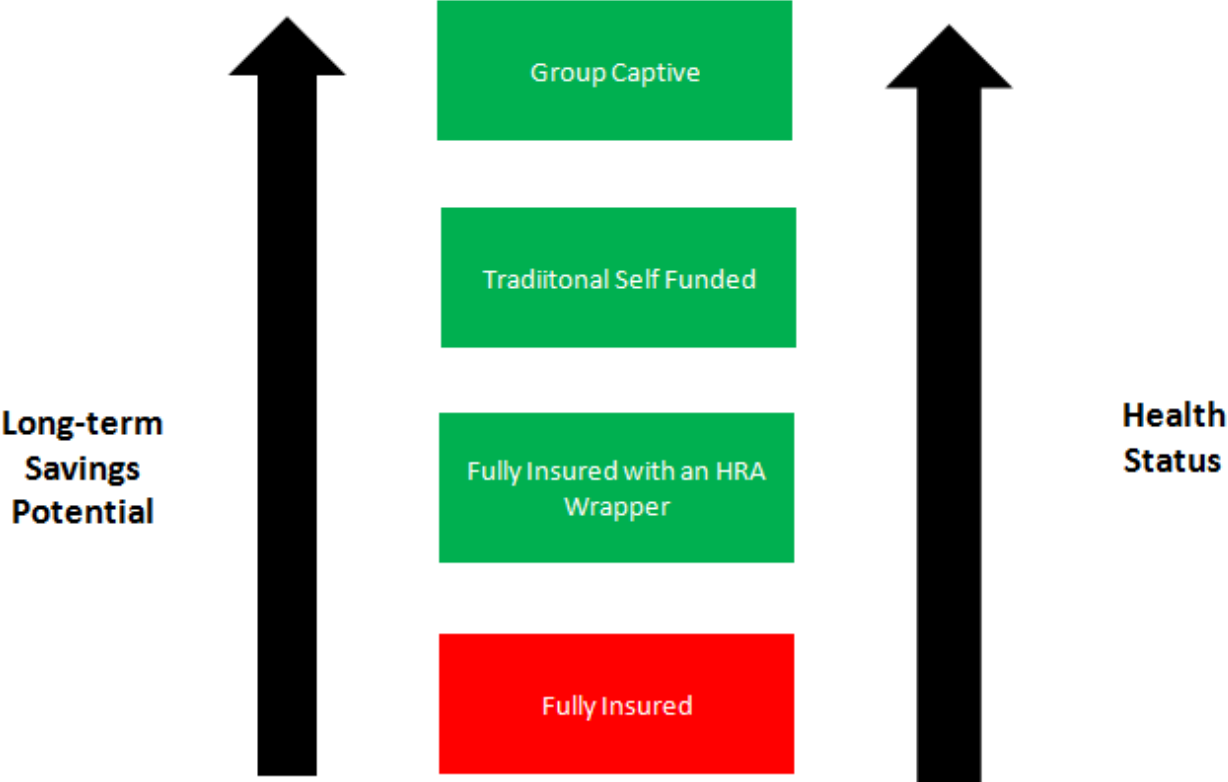 Group Captive
Tradiitonal Self Funded
Long-term
Savings
Potential
Fully Insured with an HRA
Wrapper
Health
Status
Fully Insured